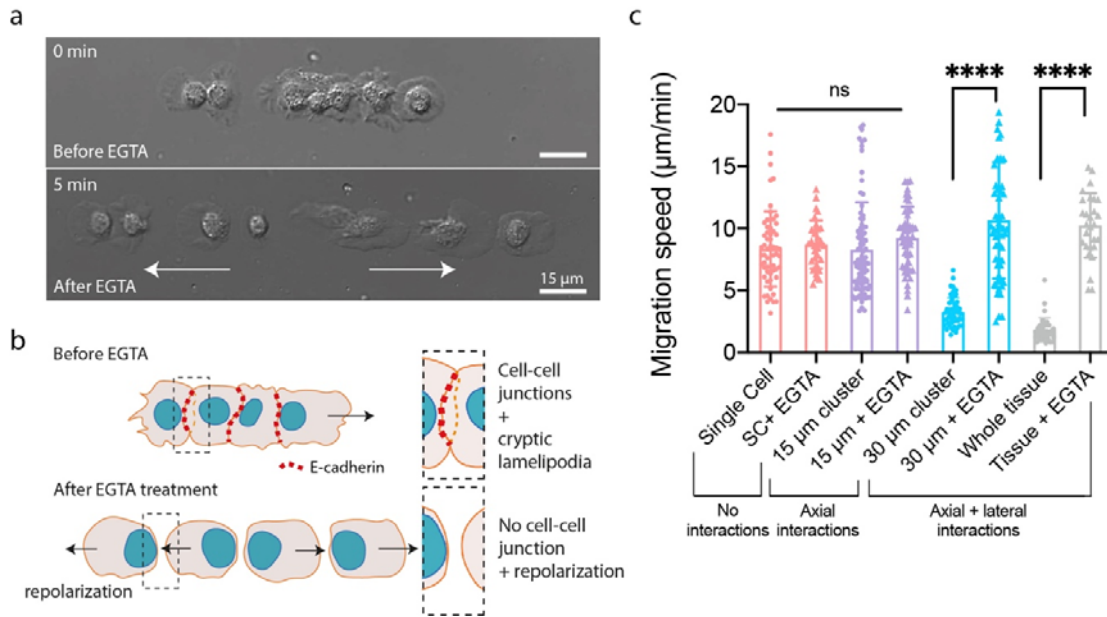 a
0 min
Before EGTA
5 min
After EGTA
15 µm
b
Before EGTA
E-cadherin
Cell-cell
junctions
+
cryptic
lamelipodia
After EGTA treatment
repolarization
No cell-cell
junction
+ repolarization
c
Migration speed (µm/min)
20
15
10
5
0
ns
****
****
Single Cell
SC+ EGTA
15 µm cluster
15 µm + EGTA
30 µm cluster
30 µm + EGTA
Whole tissue
Tissue + EGTA
No
interactions
Axial
interactions
Axial + lateral
interactions